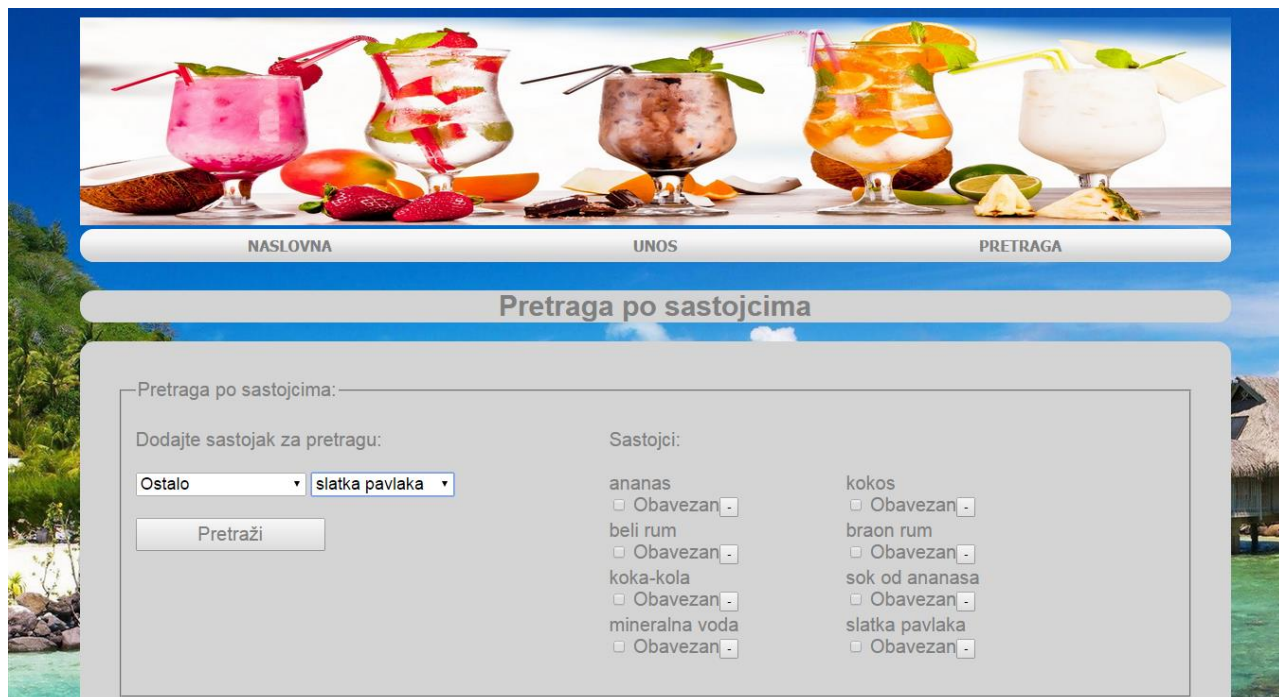 NASLOVNA UNOS PRETRAGA
Pretraga po sastojcima
Pretraga po sastojcima:
Dodajte sastojak za pretragu: Sastojci:
Ostalo slatka pavlaka
Pretraži
ananas kokos
Obavezan - Obavezan -
beli rum braon rum
Obavezan - Obavezan -
koka-kola sok od ananasa
Obavezan - Obavezan -
mineralna voda slatka pavlaka
Obavezan - Obavezan -